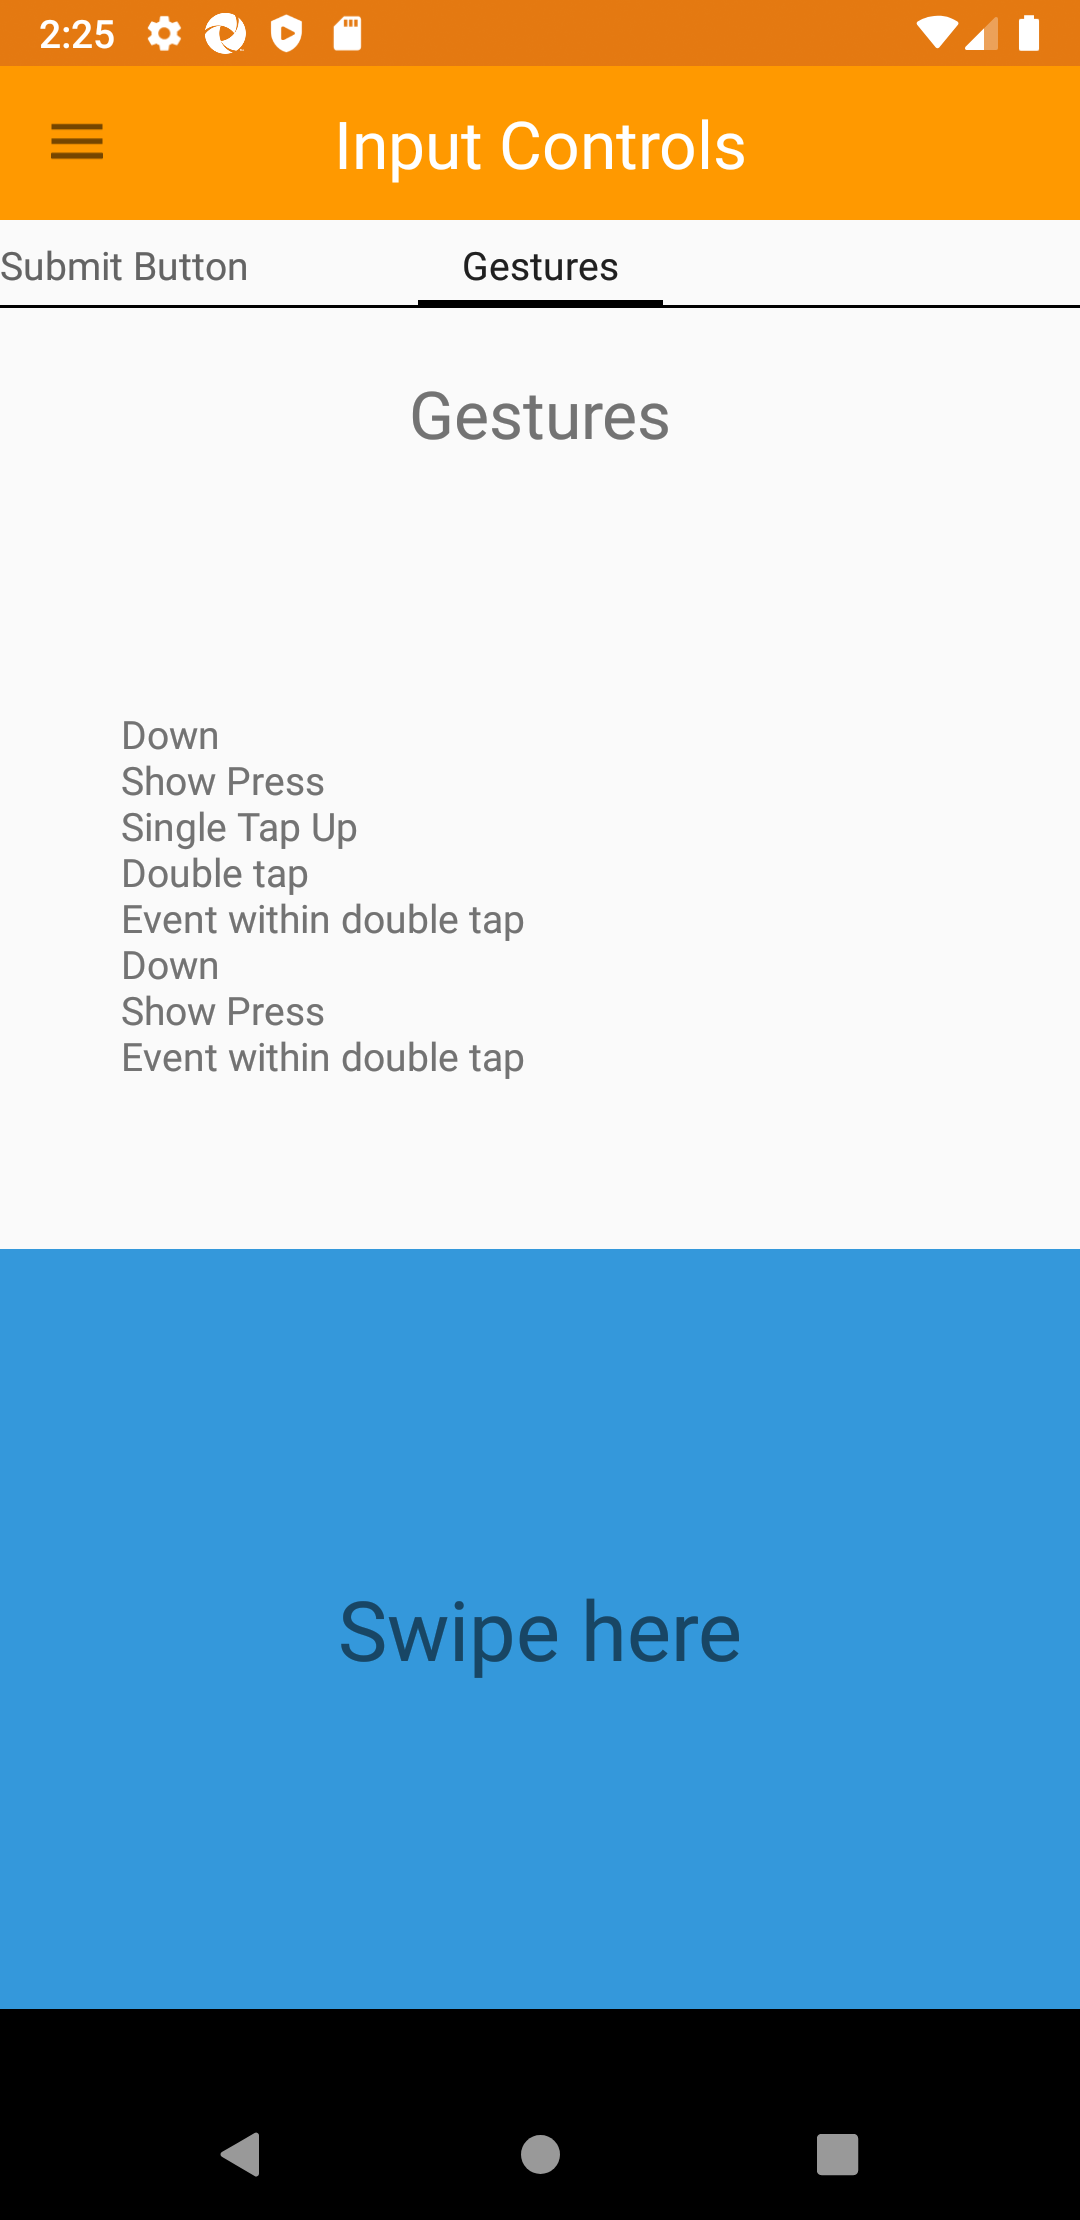 2:25
Input Controls
Submit Button
Gestures
Gestures
Down
Show Press
Single Tap Up
Double tap
Event within double tap
Down
Show Press
Event within double tap
Swipe here